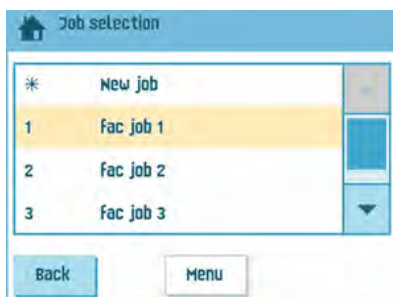 Job selection
* New job
1 Fac job 1
2 Fac job 2
3 Fac job 3
Back Menu